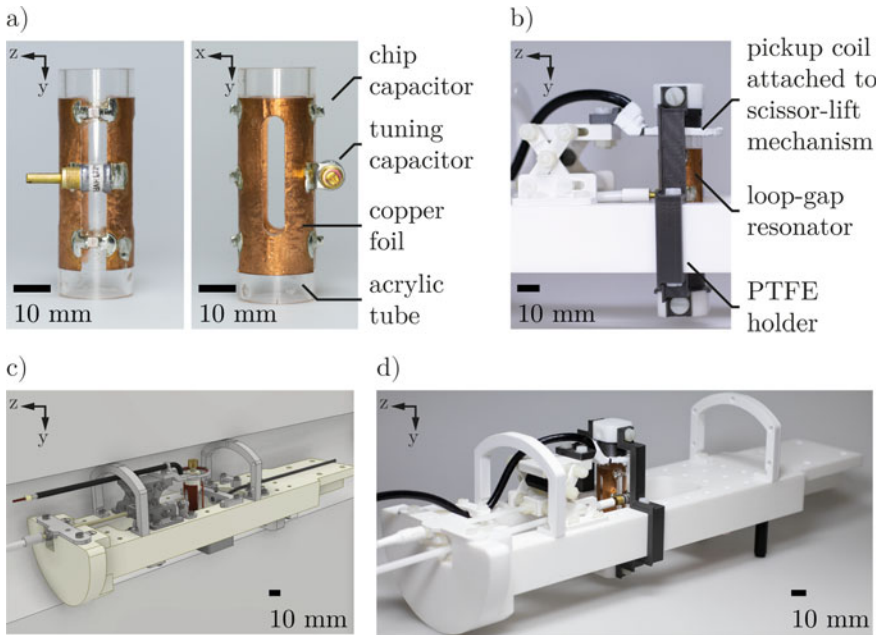 a)
z
y
x
y
chip
capacitor
tuning
capacitor
copper
foil
acrylic
tube
10 mm
10 mm
b)
z
y
pickup coil
attached to
scissor-lift
mechanism
loop-gap
resonator
PTFE
holder
10 mm
c)
z
y
10 mm
d)
z
y
10 mm